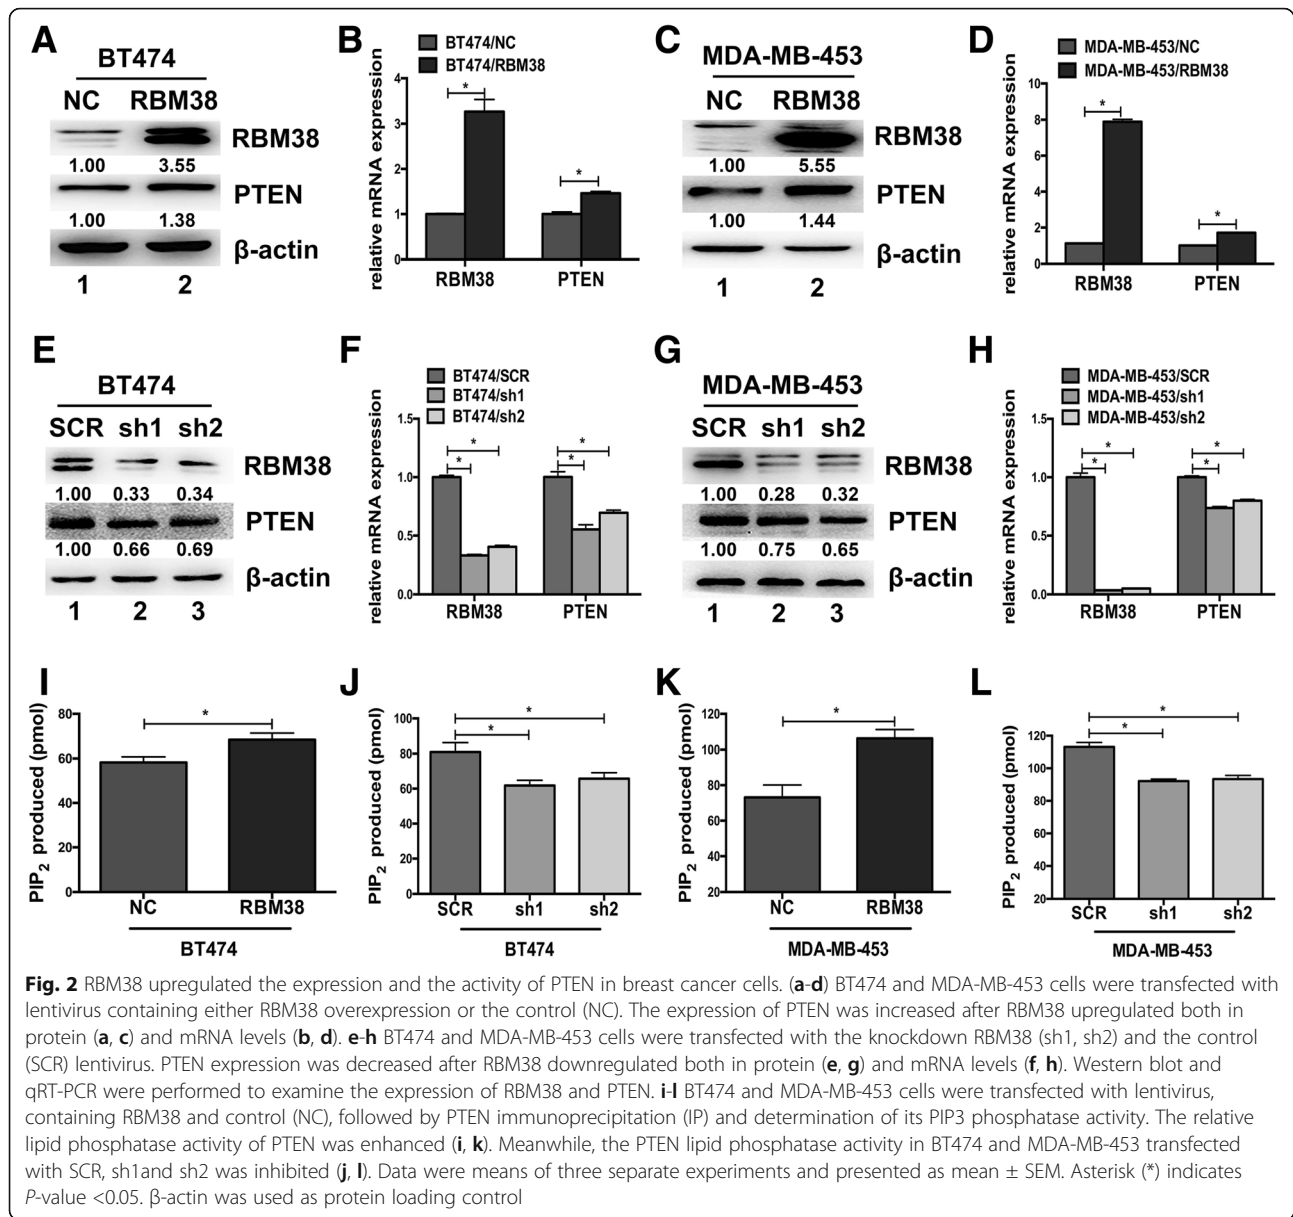 A
BT474
NC RBM38
RBM38
1.00 3.55
PTEN
1.00 1.38
β-actin
1 2
B
BT474/NC
BT474/RBM38
relative mRNA expression
4
3
2
1
0
*
*
RBM38 PTEN
C
MDA-MB-453
NC RBM38
RBM38
1.00 5.55
PTEN
1.00 1.44
β-actin
1 2
D
MDA-MB-453/NC
MDA-MB-453/RBM38
relative mRNA expression
10
8
6
4
2
0
*
*
RBM38 PTEN
E
BT474
SCR sh1 sh2
RBM38
1.00 0.33 0.34
PTEN
1.00 0.66 0.69
β-actin
1 2 3
F
BT474/SCR
BT474/sh1
BT474/sh2
relative mRNA expression
1.5
1.0
0.5
0.0
*
*
*
*
RBM38 PTEN
G
MDA-MB-453
SCR sh1 sh2
RBM38
1.00 0.28 0.32
PTEN
1.00 0.75 0.65
β-actin
1 2 3
H
MDA-MB-453/SCR
MDA-MB-453/sh1
MDA-MB-453/sh2
relative mRNA expression
1.5
1.0
0.5
0.0
*
*
*
*
RBM38 PTEN
I
PIP₂ produced (pmol)
80
60
40
20
0
*
NC RBM38
BT474
J
PIP₂ produced (pmol)
100
80
60
40
20
0
*
*
SCR sh1 sh2
BT474
K
PIP₂ produced (pmol)
120
100
80
60
40
20
*
NC RBM38
MDA-MB-453
L
PIP₂ produced (pmol)
120
100
80
60
40
20
*
*
SCR sh1 sh2
MDA-MB-453
Fig. 2 RBM38 upregulated the expression and the activity of PTEN in breast cancer cells. (a-d) BT474 and MDA-MB-453 cells were transfected with
lentivirus containing either RBM38 overexpression or the control (NC). The expression of PTEN was increased after RBM38 upregulated both in
protein (a, c) and mRNA levels (b, d). e-h BT474 and MDA-MB-453 cells were transfected with the knockdown RBM38 (sh1, sh2) and the control
(SCR) lentivirus. PTEN expression was decreased after RBM38 downregulated both in protein (e, g) and mRNA levels (f, h). Western blot and
qRT-PCR were performed to examine the expression of RBM38 and PTEN. i-l BT474 and MDA-MB-453 cells were transfected with lentivirus,
containing RBM38 and control (NC), followed by PTEN immunoprecipitation (IP) and determination of its PIP3 phosphatase activity. The relative
lipid phosphatase activity of PTEN was enhanced (i, k). Meanwhile, the PTEN lipid phosphatase activity in BT474 and MDA-MB-453 transfected
with SCR, sh1and sh2 was inhibited (j, l). Data were means of three separate experiments and presented as mean ± SEM. Asterisk (*) indicates
P-value <0.05. β-actin was used as protein loading control